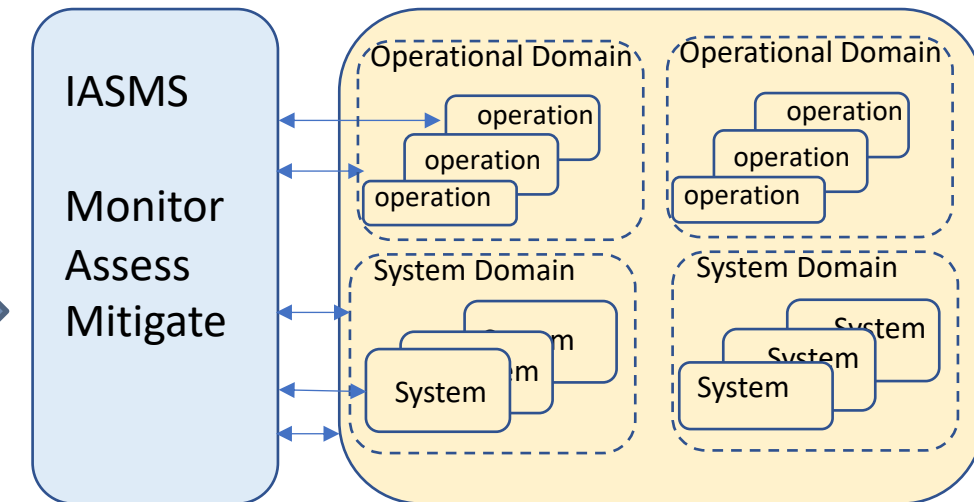 IASMS
Monitor
Assess
Mitigate
Operational Domain
operation
operation
operation
Operational Domain
operation
operation
operation
System Domain
System
System Domain
System
System
System